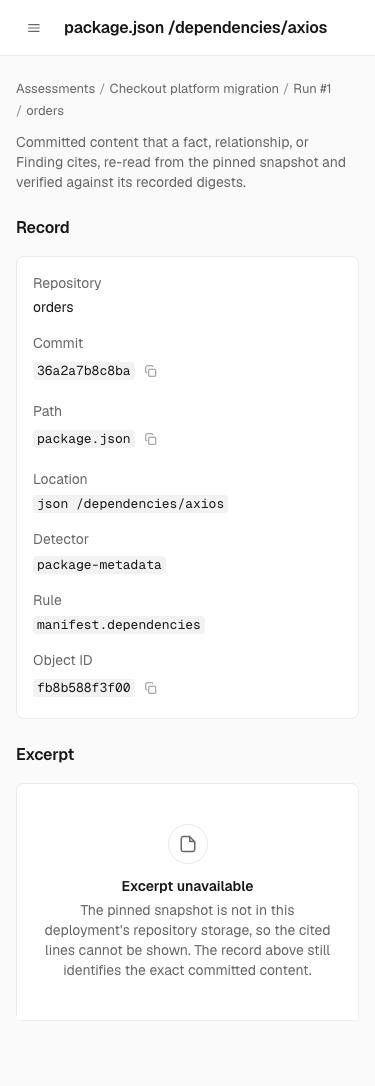 package.json /dependencies/axios
Assessments / Checkout platform migration / Run #1
/ orders
Committed content that a fact, relationship, or
Finding cites, re-read from the pinned snapshot and
verified against its recorded digests.
Record
Repository
orders
Commit
36a2a7b8c8ba
Path
package.json
Location
json /dependencies/axios
Detector
package-metadata
Rule
manifest.dependencies
Object ID
fb8b588f3f00
Excerpt
Excerpt unavailable
The pinned snapshot is not in this
deployment's repository storage, so the cited
lines cannot be shown. The record above still
identifies the exact committed content.